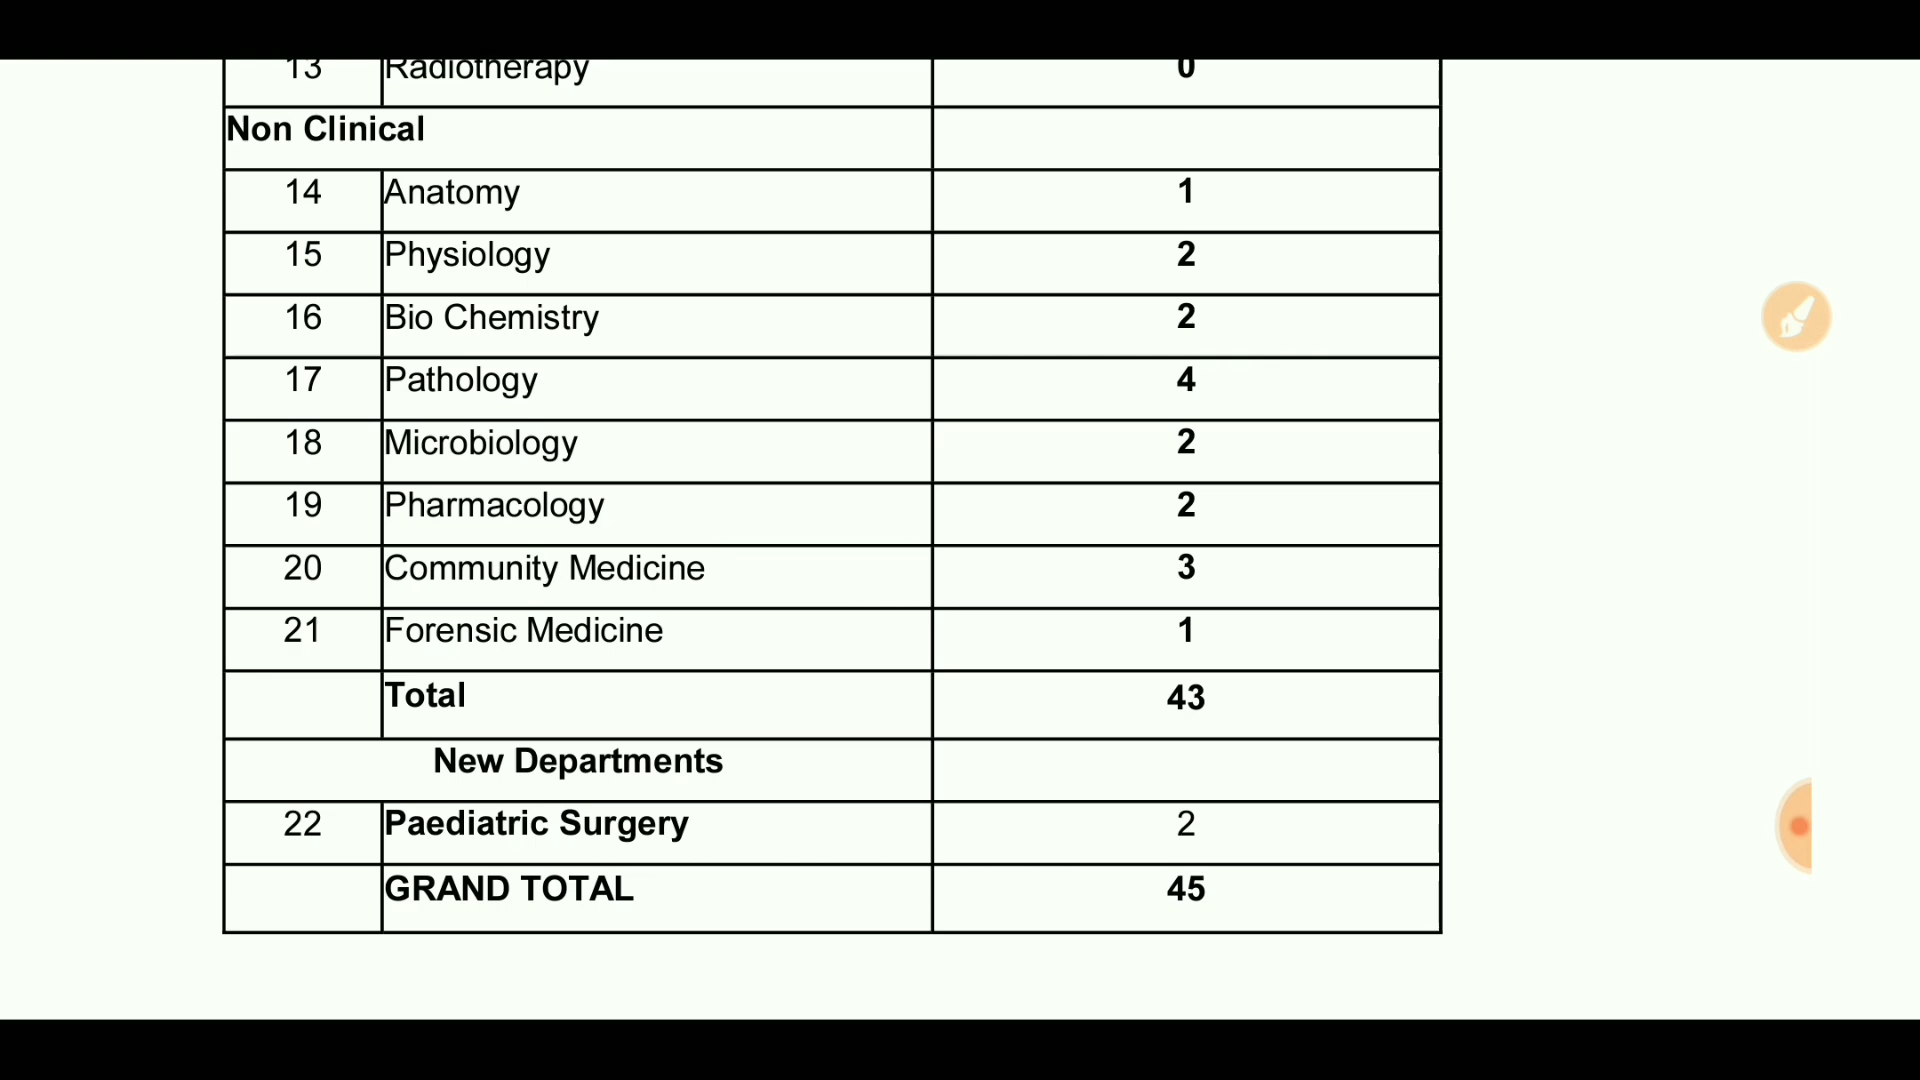 13 Radiotherapy 0
Non Clinical
14 Anatomy 1
15 Physiology 2
16 Bio Chemistry 2
17 Pathology 4
18 Microbiology 2
19 Pharmacology 2
20 Community Medicine 3
21 Forensic Medicine 1
Total 43
New Departments
22 Paediatric Surgery 2
GRAND TOTAL 45